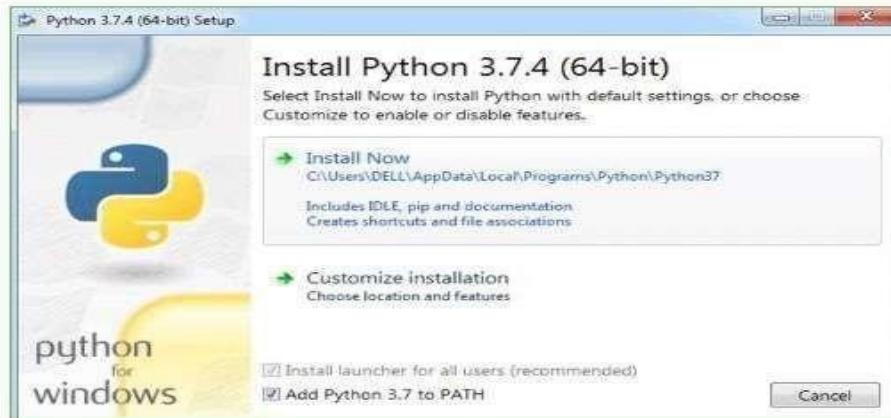 Python 3.7.4 (64-bit) Setup
Install Python 3.7.4 (64-bit)
Select Install Now to install Python with default settings, or choose
Customize to enable or disable features.
Install Now
C:\Users\DELL\AppData\Local\Programs\Python\Python37
Includes IDLE, pip and documentation
Creates shortcuts and file associations
Customize installation
Choose location and features
python
for
windows
Install launcher for all users (recommended)
Add Python 3.7 to PATH
Cancel